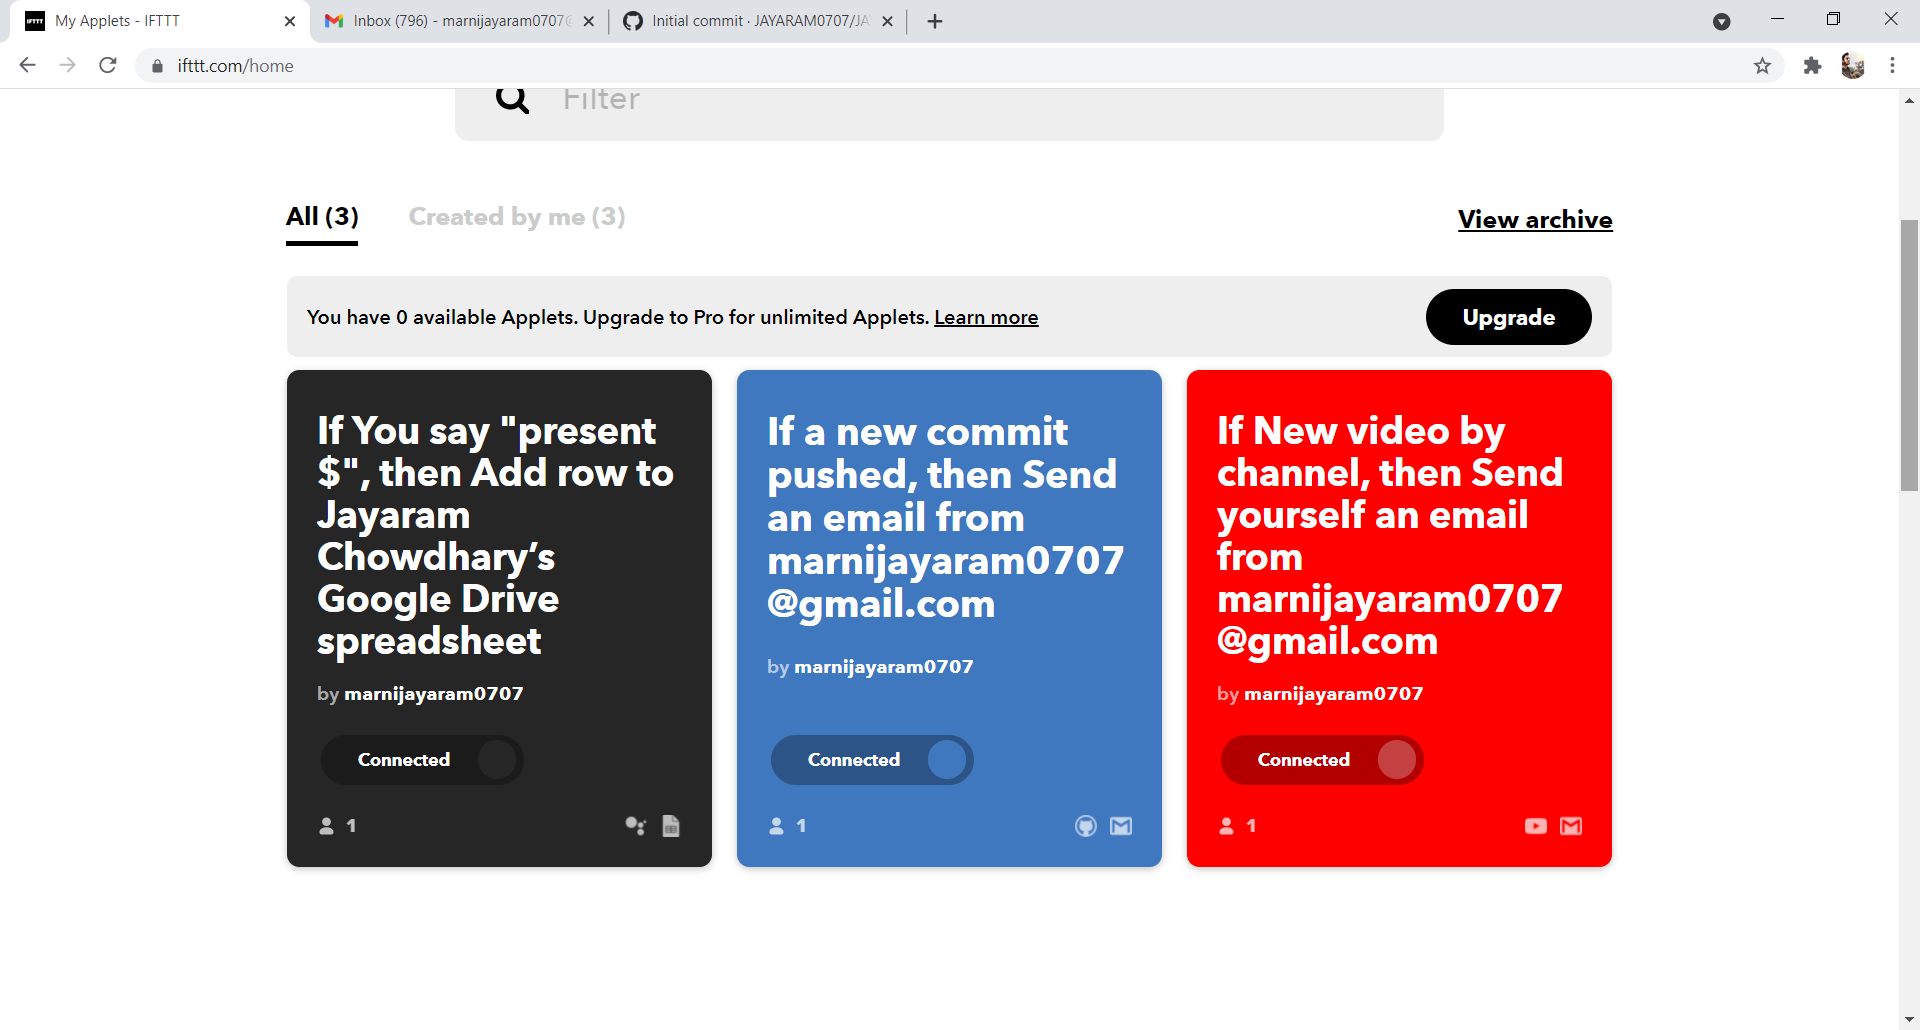 IFTTT My Applets - IFTTT
Inbox (796) - marnijayaram0707@
Initial commit · JAYARAM0707/JA
ifttt.com/home
Filter
All (3) Created by me (3) View archive
You have 0 available Applets. Upgrade to Pro for unlimited Applets. Learn more Upgrade
If You say "present
$", then Add row to
Jayaram
Chowdhary’s
Google Drive
spreadsheet
by marnijayaram0707
Connected
1
If a new commit
pushed, then Send
an email from
marnijayaram0707
@gmail.com
by marnijayaram0707
Connected
1
If New video by
channel, then Send
yourself an email
from
marnijayaram0707
@gmail.com
by marnijayaram0707
Connected
1